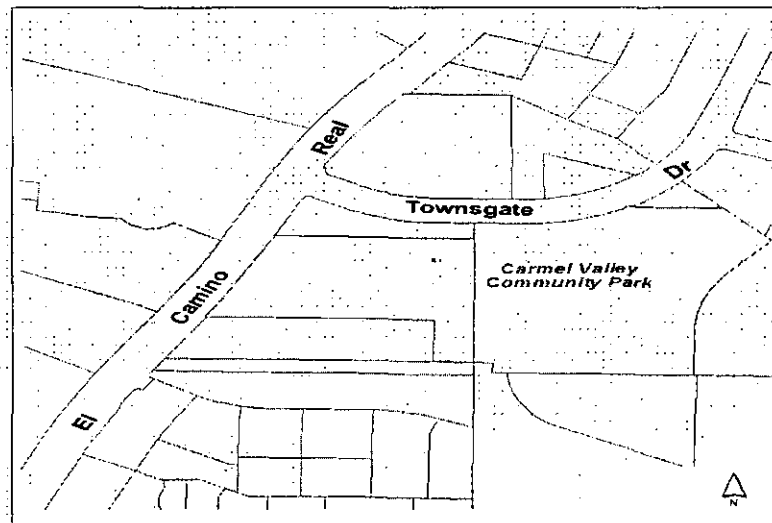 El Camino Real
Townsgate Dr
Carmel Valley
Community Park
N